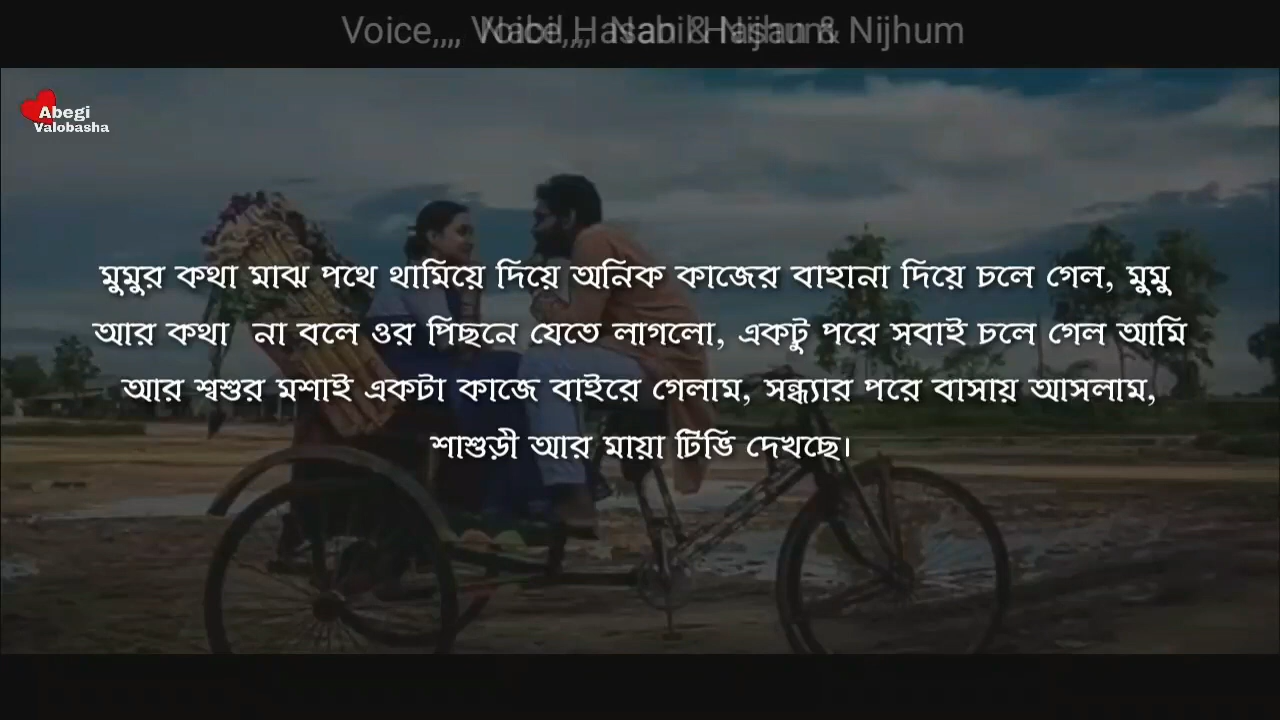 Voice,,,, Nabil Hasan & Nijhum
Abegi
Valobasha
মুমুর কথা মাঝ পথে থামিয়ে দিয়ে অনিক কাজের বাহানা দিয়ে চলে গেল, মুমু
আর কথা না বলে ওর পিছনে যেতে লাগলো, একটু পরে সবাই চলে গেল আমি
আর শ্বশুর মশাই একটা কাজে বাইরে গেলাম, সন্ধ্যার পরে বাসায় আসলাম,
শাশুড়ী আর মায়া টিভি দেখছে।